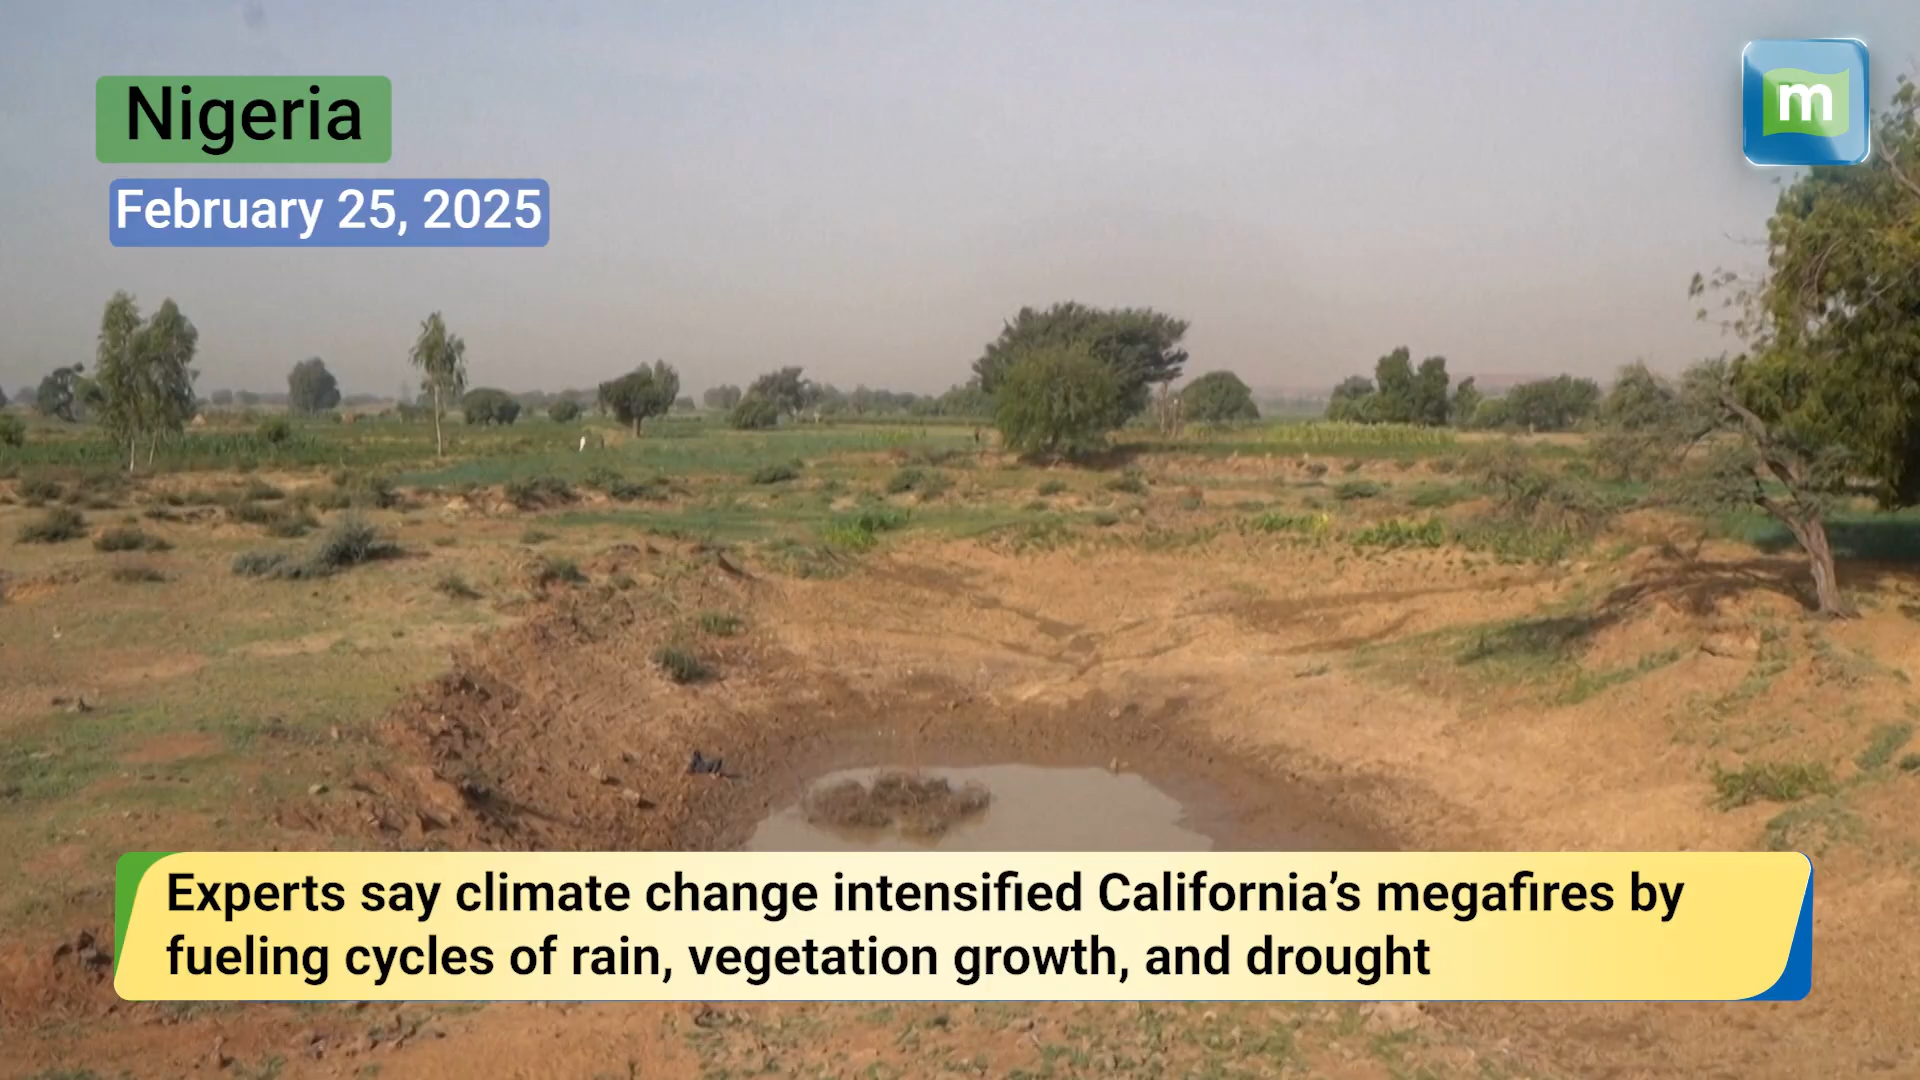 Nigeria
February 25, 2025
m
Experts say climate change intensified California’s megafires by
fueling cycles of rain, vegetation growth, and drought